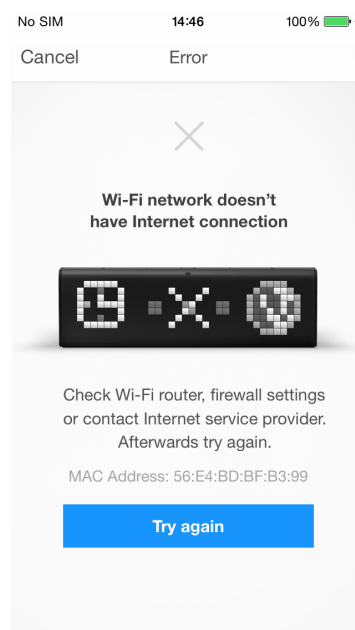 No SIM 14:46 100%
Cancel Error
Wi-Fi network doesn't
have Internet connection
Check Wi-Fi router, firewall settings
or contact Internet service provider.
Afterwards try again.
MAC Address: 56:E4:BD:BF:B3:99
Try again